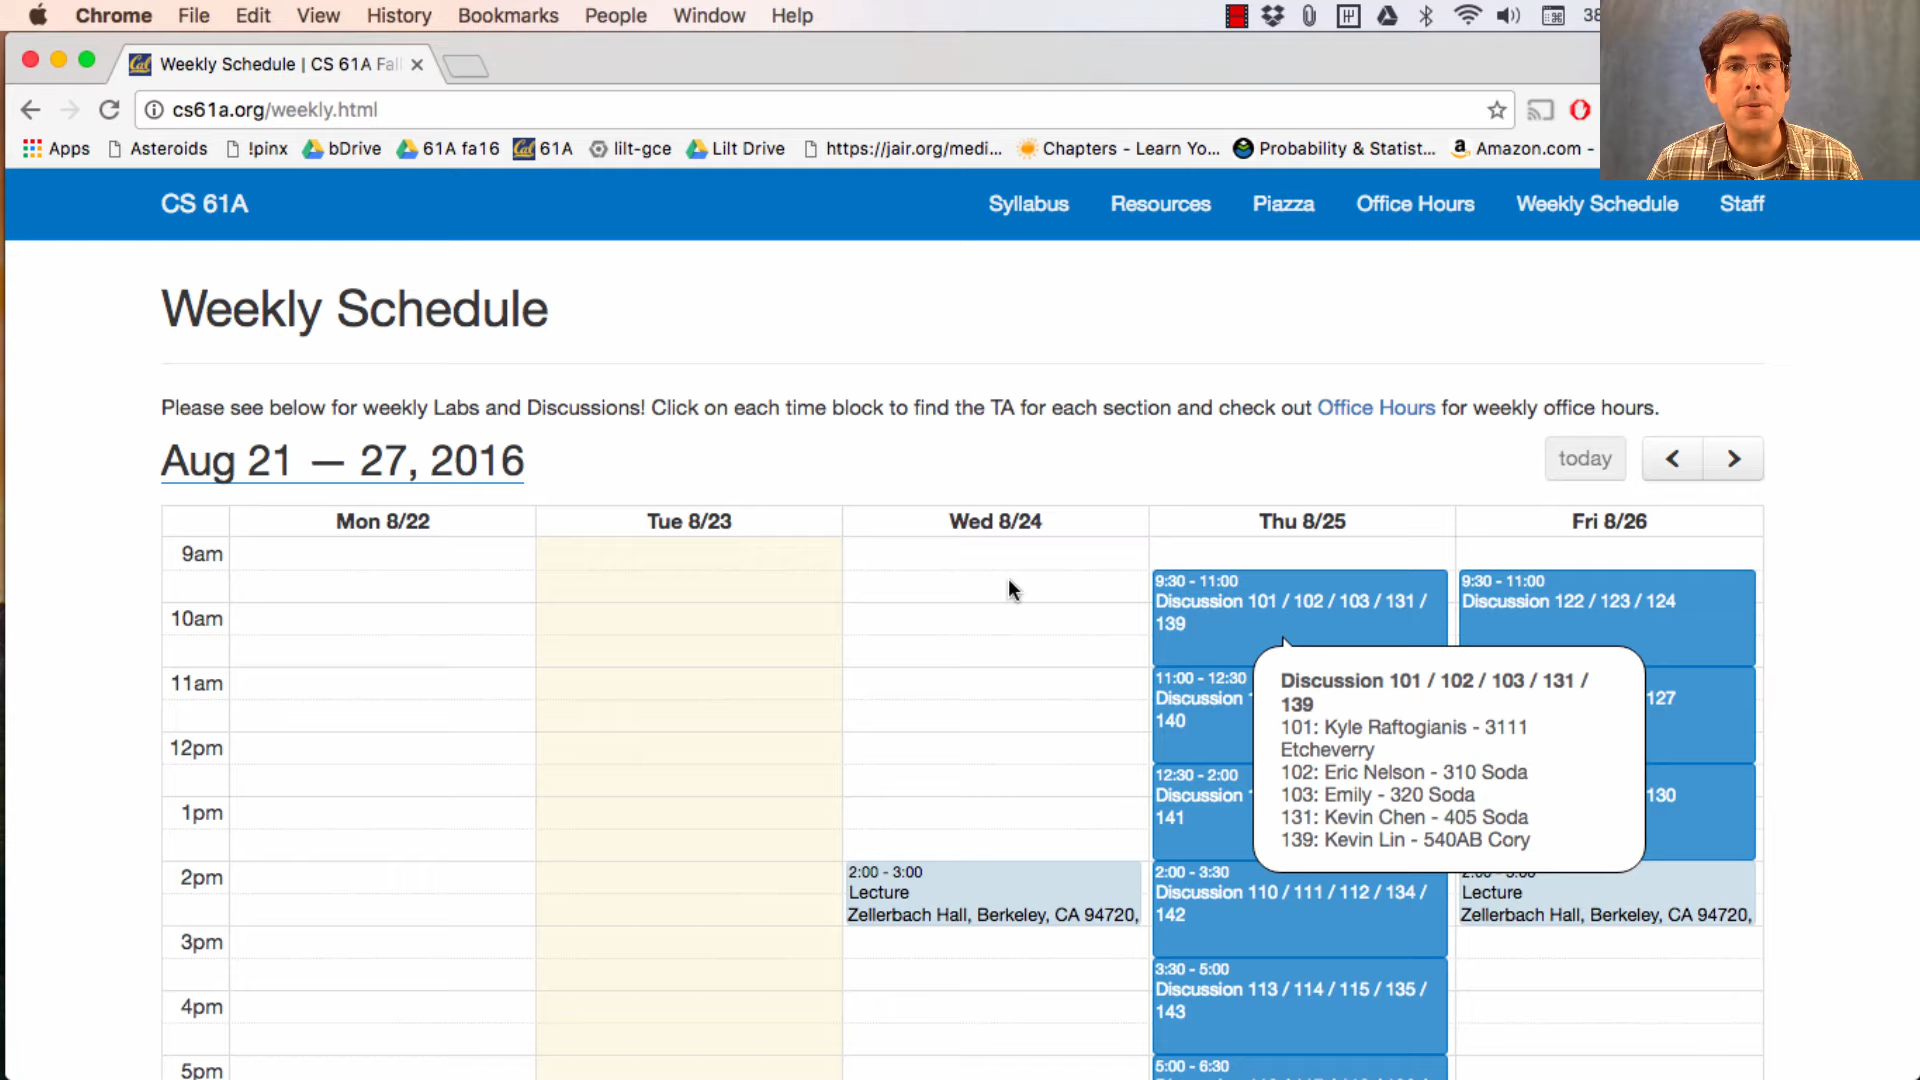 Chrome File Edit View History Bookmarks People Window Help
Weekly Schedule | CS 61A Fal
cs61a.org/weekly.html
Apps Asteroids !pinx bDrive 61A fa16 61A lilt-gce Lilt Drive https://jair.org/medi... Chapters - Learn Yo... Probability & Statist... Amazon.com -
CS 61A Syllabus Resources Piazza Office Hours Weekly Schedule Staff
Weekly Schedule
Please see below for weekly Labs and Discussions! Click on each time block to find the TA for each section and check out Office Hours for weekly office hours.
Aug 21 — 27, 2016
today
Mon 8/22 Tue 8/23 Wed 8/24 Thu 8/25 Fri 8/26
9am
10am
11am
12pm
1pm
2pm
3pm
4pm
5pm
2:00 - 3:00
Lecture
Zellerbach Hall, Berkeley, CA 94720,
9:30 - 11:00
Discussion 101 / 102 / 103 / 131 /
139
11:00 - 12:30
Discussion
140
12:30 - 2:00
Discussion
141
2:00 - 3:30
Discussion 110 / 111 / 112 / 134 /
142
3:30 - 5:00
Discussion 113 / 114 / 115 / 135 /
143
5:00 - 6:30
Discussion 101 / 102 / 103 / 131 /
139
101: Kyle Raftogianis - 3111
Etcheverry
102: Eric Nelson - 310 Soda
103: Emily - 320 Soda
131: Kevin Chen - 405 Soda
139: Kevin Lin - 540AB Cory
9:30 - 11:00
Discussion 122 / 123 / 124
127
130
Lecture
Zellerbach Hall, Berkeley, CA 94720,